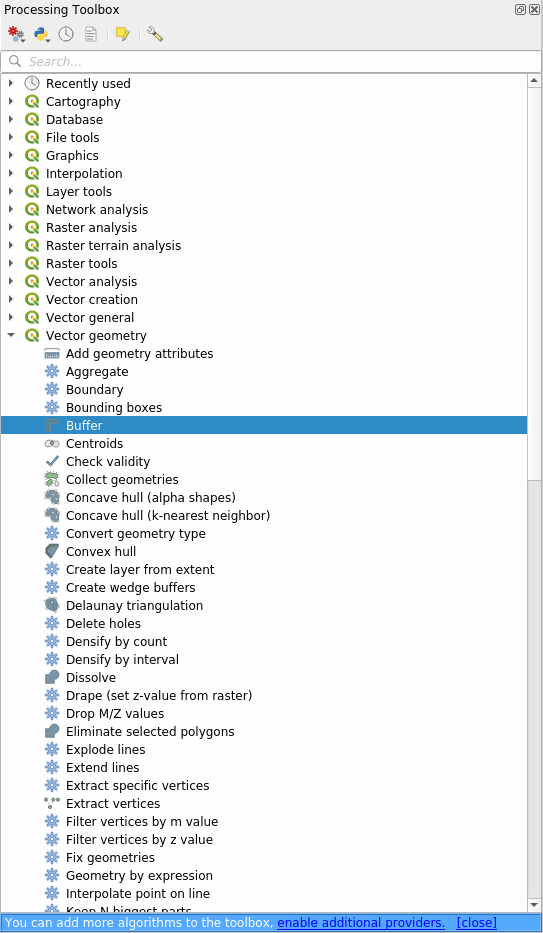 Processing Toolbox
Search...
Recently used
Cartography
Database
File tools
Graphics
Interpolation
Layer tools
Network analysis
Raster analysis
Raster terrain analysis
Raster tools
Vector analysis
Vector creation
Vector general
Vector geometry
Add geometry attributes
Aggregate
Boundary
Bounding boxes
Buffer
Centroids
Check validity
Collect geometries
Concave hull (alpha shapes)
Concave hull (k-nearest neighbor)
Convert geometry type
Convex hull
Create layer from extent
Create wedge buffers
Delaunay triangulation
Delete holes
Densify by count
Densify by interval
Dissolve
Drape (set z-value from raster)
Drop M/Z values
Eliminate selected polygons
Explode lines
Extend lines
Extract specific vertices
Extract vertices
Filter vertices by m value
Filter vertices by z value
Fix geometries
Geometry by expression
Interpolate point on line
Keep N biggest parts
You can add more algorithms to the toolbox, enable additional providers. [close]